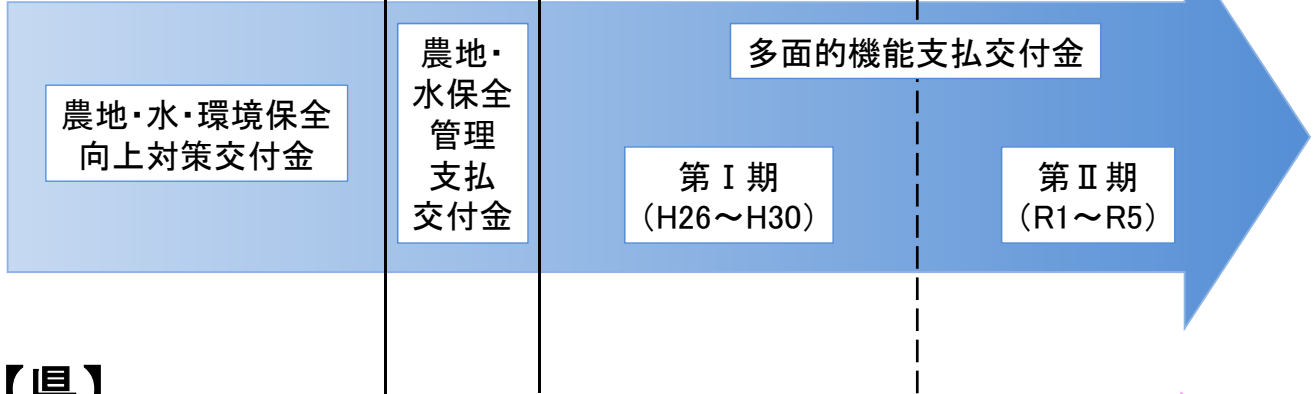 農地・水・環境保全
向上対策交付金
農地・
水保全
管理
支払
交付金
多面的機能支払交付金
第Ⅰ期
（H26～H30）
第Ⅱ期
（R1～R5）
【県】